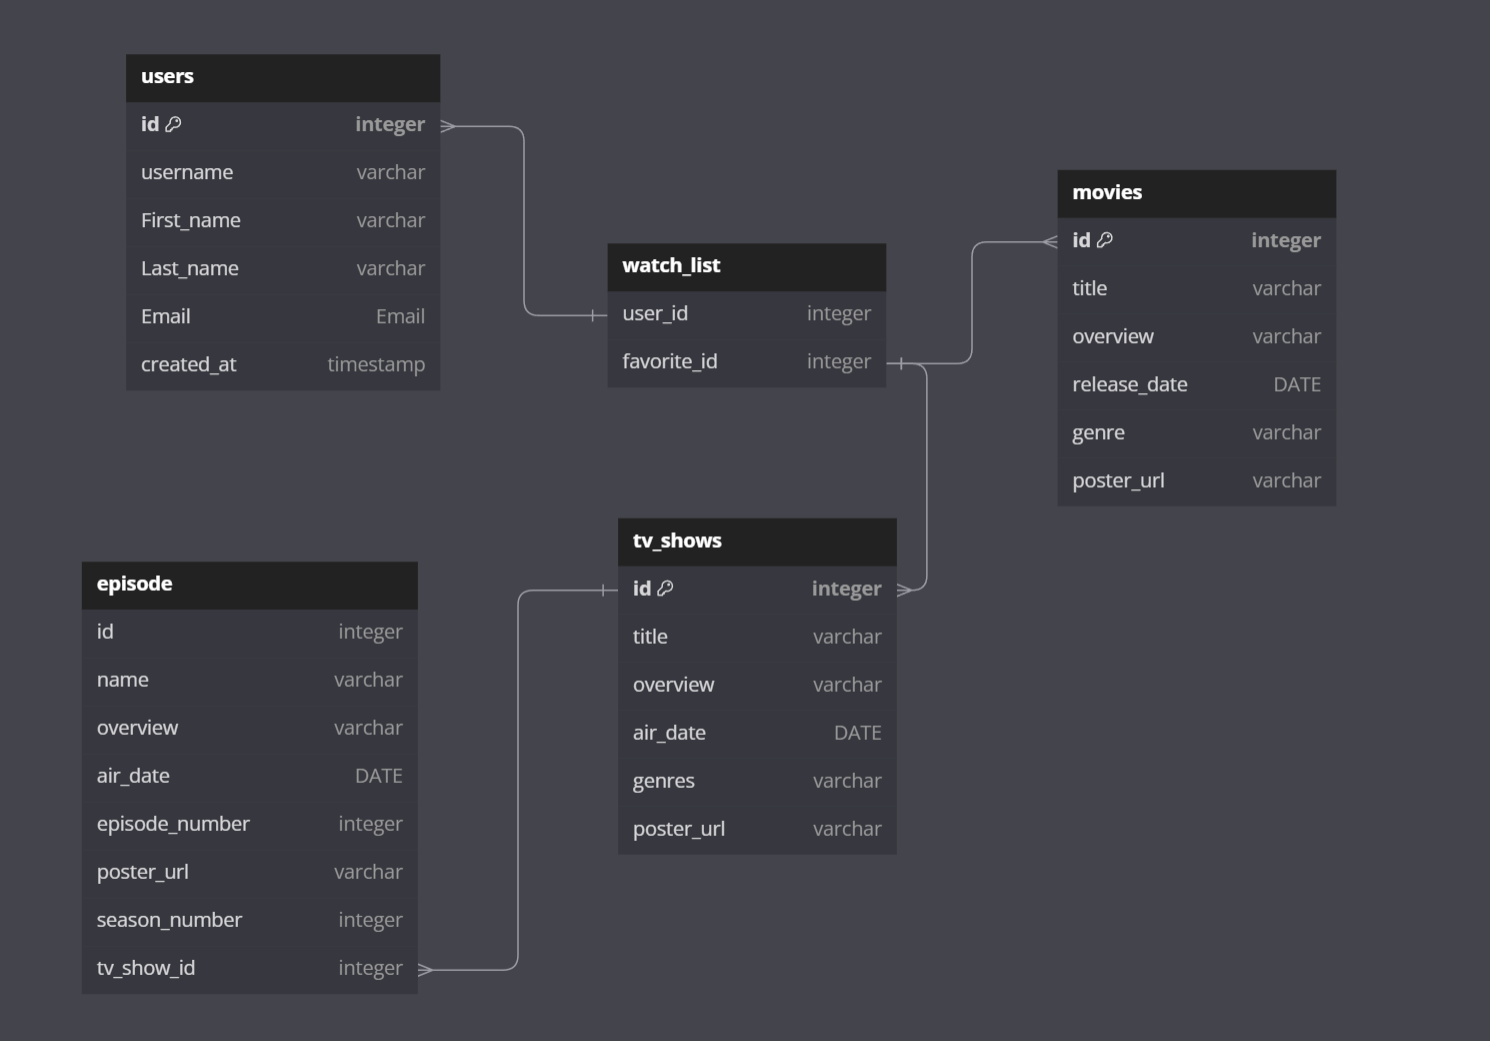 users
id integer
username varchar
First_name varchar
Last_name varchar
Email Email
created_at timestamp
watch_list
user_id integer
favorite_id integer
movies
id integer
title varchar
overview varchar
release_date DATE
genre varchar
poster_url varchar
episode
id integer
name varchar
overview varchar
air_date DATE
episode_number integer
poster_url varchar
season_number integer
tv_show_id integer
tv_shows
id integer
title varchar
overview varchar
air_date DATE
genres varchar
poster_url varchar